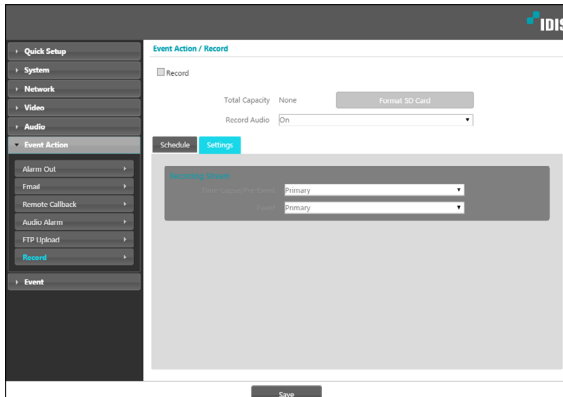 IDIS
Quick Setup
System
Network
Video
Audio
Event Action
Alarm Out
Email
Remote Callback
Audio Alarm
FTP Upload
Record
Event
Event Action / Record
Record
Total Capacity None Format SD Card
Record Audio On
Schedule Settings
Primary
Event Primary
Save